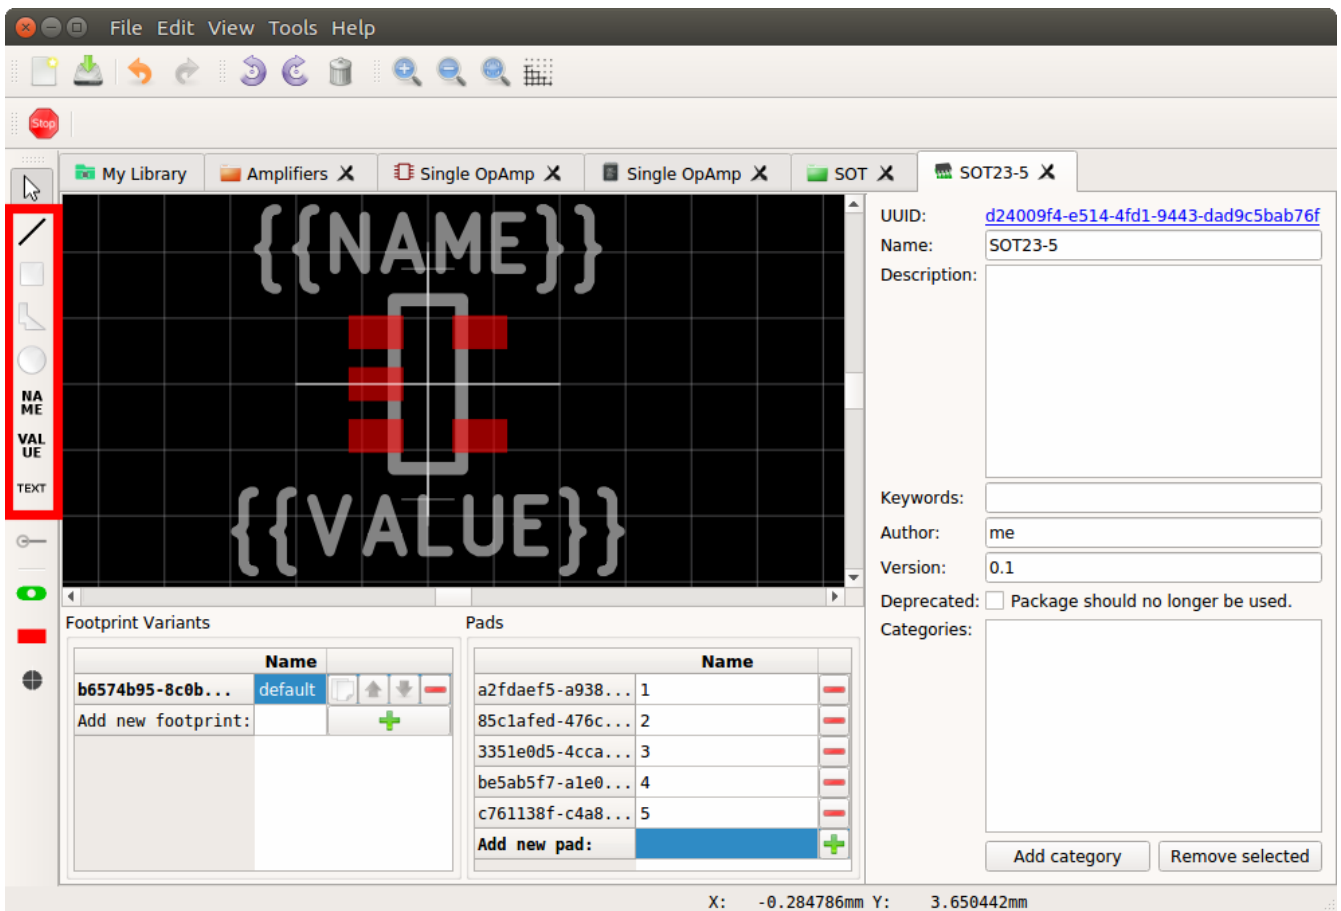 File Edit View Tools Help
Stop
My Library Amplifiers Single OpAmp Single OpAmp SOT SOT23-5
{{NAME}}
{{VALUE}}
NA
ME
VAL
UE
TEXT
UUID: d24009f4-e514-4fd1-9443-dad9c5bab76f
Name: SOT23-5
Description:
Keywords:
Author: me
Version: 0.1
Deprecated: Package should no longer be used.
Categories:
Add category Remove selected
Footprint Variants
Name
b6574b95-8c0b... default
Add new footprint:
Pads
Name
a2fdaef5-a938... 1
85c1afed-476c... 2
3351e0d5-4cca... 3
be5ab5f7-a1e0... 4
c761138f-c4a8... 5
Add new pad:
X: -0.284786mm Y: 3.650442mm